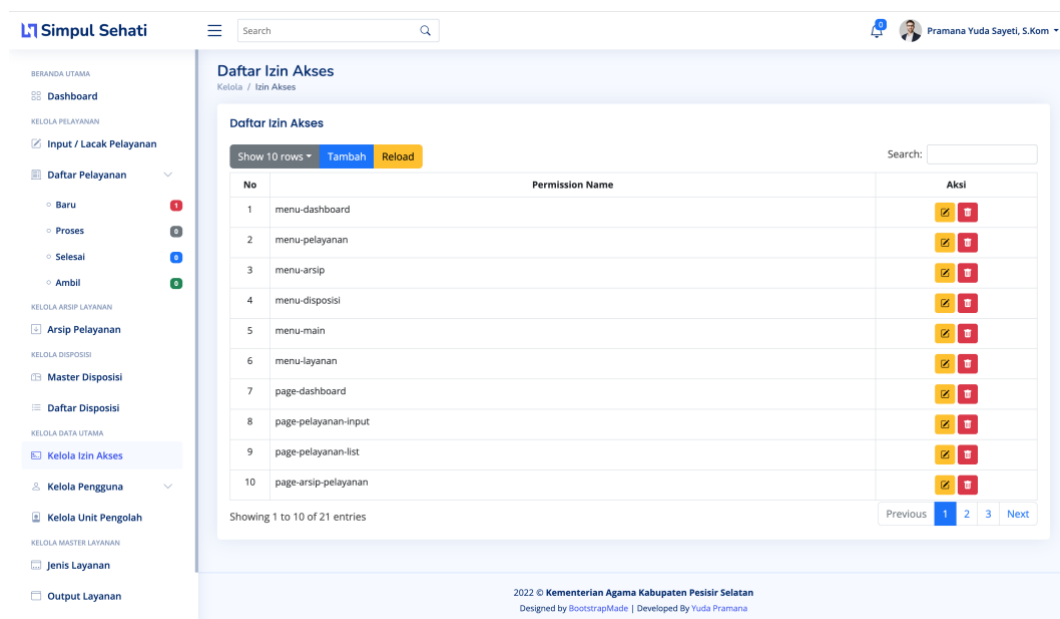 Simpul Sehati
Search
0
Pramana Yuda Sayeti, S.Kom
BERANDA UTAMA
Dashboard
KELOLA PELAYANAN
Input / Lacak Pelayanan
Daftar Pelayanan
Baru 1
Proses 0
Selesai 0
Ambil 0
KELOLA ARSIP LAYANAN
Arsip Pelayanan
KELOLA DISPOSISI
Master Disposisi
Daftar Disposisi
KELOLA DATA UTAMA
Kelola Izin Akses
Kelola Pengguna
Kelola Unit Pengolah
KELOLA MASTER LAYANAN
Jenis Layanan
Output Layanan
Daftar Izin Akses
Kelola / Izin Akses
Daftar Izin Akses
Show 10 rows Tambah Reload
Search:
No Permission Name Aksi
1 menu-dashboard
2 menu-pelayanan
3 menu-arsip
4 menu-disposisi
5 menu-main
6 menu-layanan
7 page-dashboard
8 page-pelayanan-input
9 page-pelayanan-list
10 page-arsip-pelayanan
Showing 1 to 10 of 21 entries
Previous 1 2 3 Next
2022 © Kementerian Agama Kabupaten Pesisir Selatan
Designed by BootstrapMade | Developed By Yuda Pramana